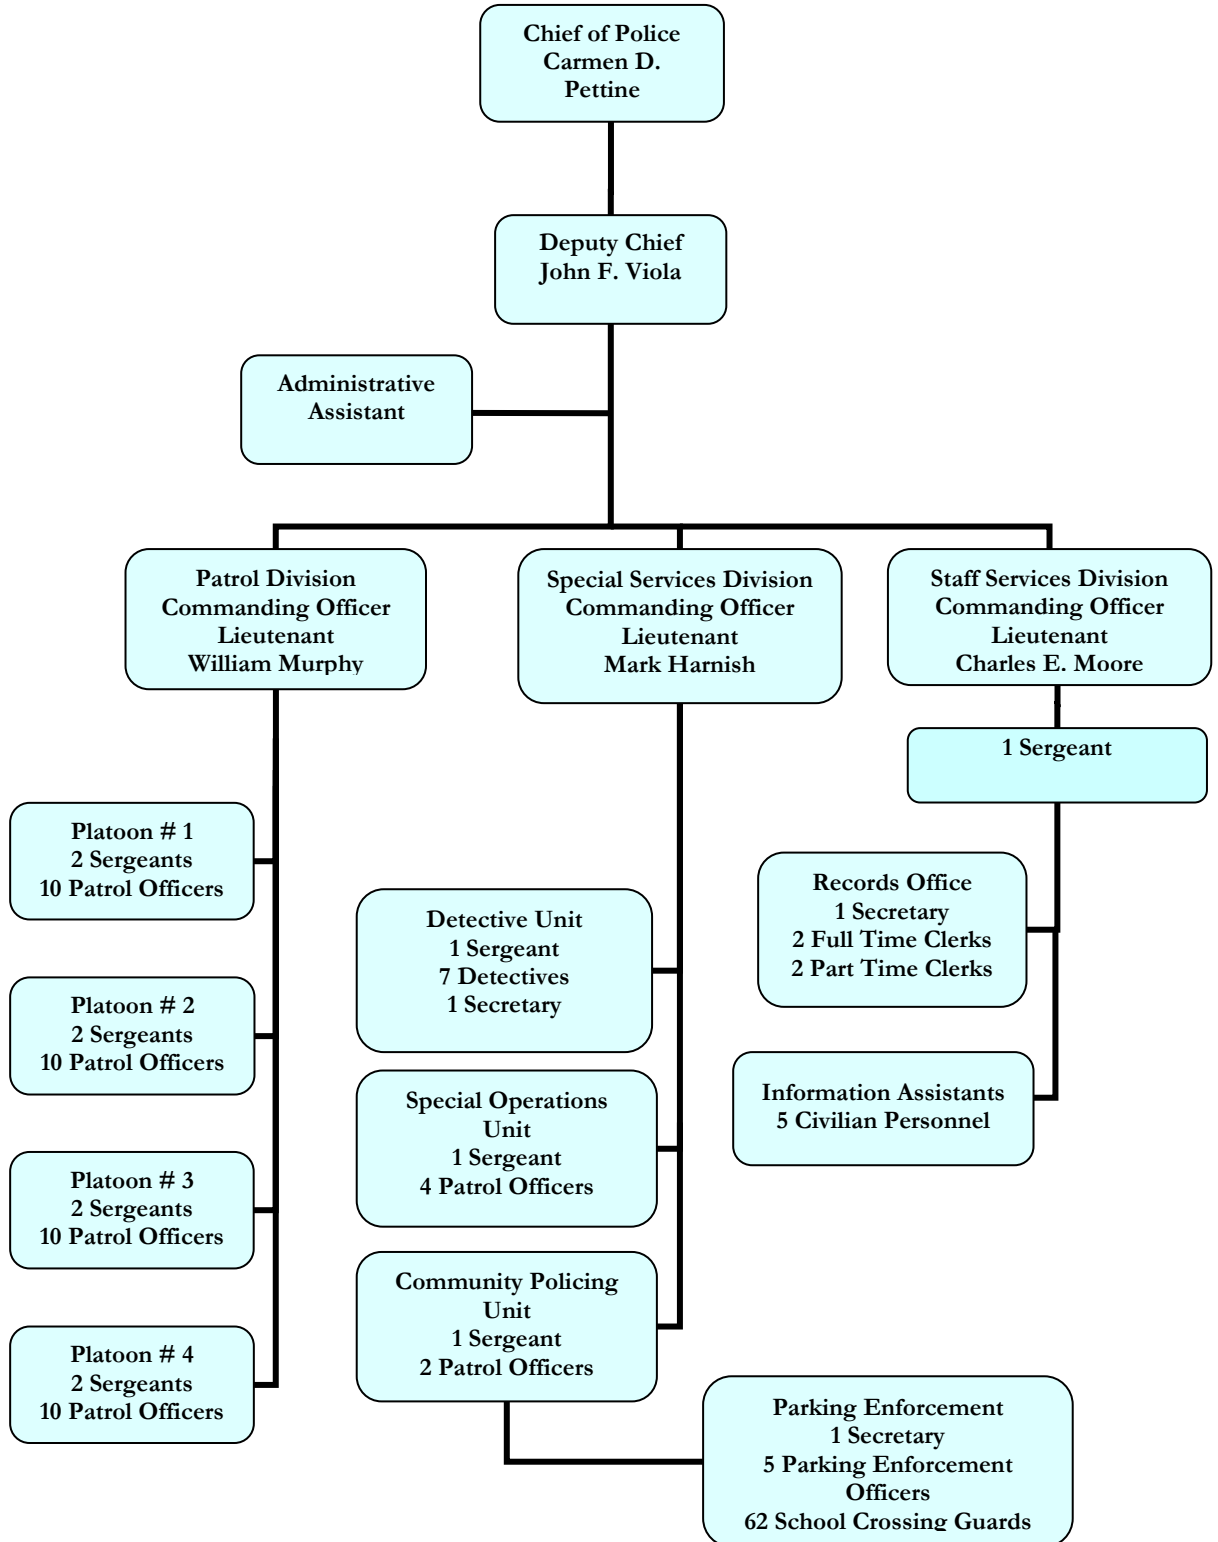 Chief of Police
Carmen D.
Pettine
Deputy Chief
John F. Viola
Administrative
Assistant
Patrol Division
Commanding Officer
Lieutenant
William Murphy
Special Services Division
Commanding Officer
Lieutenant
Mark Harnish
Staff Services Division
Commanding Officer
Lieutenant
Charles E. Moore
1 Sergeant
Platoon # 1
2 Sergeants
10 Patrol Officers
Platoon # 2
2 Sergeants
10 Patrol Officers
Platoon # 3
2 Sergeants
10 Patrol Officers
Platoon # 4
2 Sergeants
10 Patrol Officers
Detective Unit
1 Sergeant
7 Detectives
1 Secretary
Special Operations
Unit
1 Sergeant
4 Patrol Officers
Community Policing
Unit
1 Sergeant
2 Patrol Officers
Parking Enforcement
1 Secretary
5 Parking Enforcement
Officers
62 School Crossing Guards
Records Office
1 Secretary
2 Full Time Clerks
2 Part Time Clerks
Information Assistants
5 Civilian Personnel